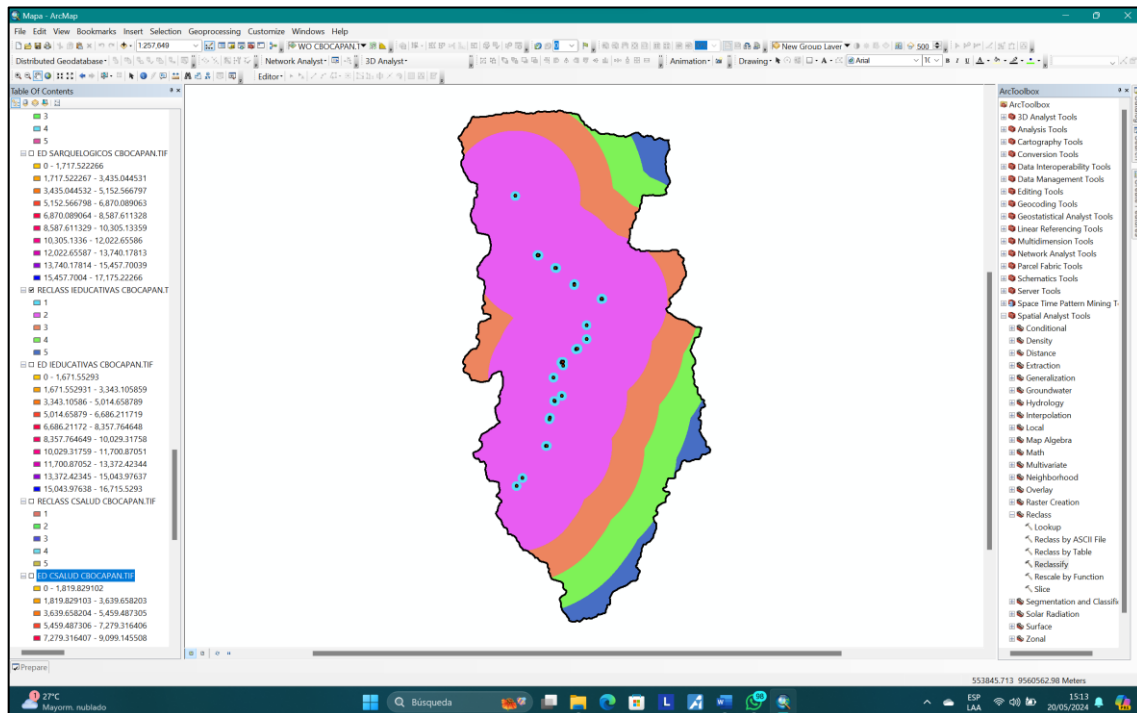 Mapa - ArcMap
File Edit View Bookmarks Insert Selection Geoprocessing Customize Windows Help
1:257,649 WO CBOCAPAN.T New Group Layer 500
Distributed Geodatabase Network Analyst 3D Analyst Animation Drawing Arial 10 B I U A
Editor
Table Of Contents
3
4
5
ED SARQUELOGICOS CBOCAPAN.TIF
0 - 1,717.522266
1,717.522267 - 3,435.044531
3,435.044532 - 5,152.566797
5,152.566798 - 6,870.089063
6,870.089064 - 8,587.611328
8,587.611329 - 10,305.13359
10,305.1336 - 12,022.65586
12,022.65587 - 13,740.17813
13,740.17814 - 15,457.70039
15,457.7004 - 17,175.22266
RECLASS IEDUCATIVAS CBOCAPAN.T
1
2
3
4
5
ED IEDUCATIVAS CBOCAPAN.TIF
0 - 1,671.55293
1,671.552931 - 3,343.105859
3,343.10586 - 5,014.658789
5,014.65879 - 6,686.211719
6,686.21172 - 8,357.764648
8,357.764649 - 10,029.31758
10,029.31759 - 11,700.87051
11,700.87052 - 13,372.42344
13,372.42345 - 15,043.97637
15,043.97638 - 16,715.5293
RECLASS CSALUD CBOCAPAN.TIF
1
2
3
4
5
ED CSALUD CBOCAPAN.TIF
0 - 1,819.829102
1,819.829103 - 3,639.658203
3,639.658204 - 5,459.487305
5,459.487306 - 7,279.316406
7,279.316407 - 9,099.145508
ArcToolbox
ArcToolbox
3D Analyst Tools
Analysis Tools
Cartography Tools
Conversion Tools
Data Interoperability Tools
Data Management Tools
Editing Tools
Geocoding Tools
Geostatistical Analyst Tools
Linear Referencing Tools
Multidimension Tools
Network Analyst Tools
Parcel Fabric Tools
Schematics Tools
Server Tools
Space Time Pattern Mining T
Spatial Analyst Tools
Conditional
Density
Distance
Extraction
Generalization
Groundwater
Hydrology
Interpolation
Local
Map Algebra
Math
Multivariate
Neighborhood
Overlay
Raster Creation
Reclass
Lookup
Reclass by ASCII File
Reclass by Table
Reclassify
Rescale by Function
Slice
Segmentation and Classifi
Solar Radiation
Surface
Zonal
Prepare
553845.713 9560562.98 Meters
1
27°C
Mayorm. nublado
Búsqueda
98
ESP
LAA
15:13
20/05/2024